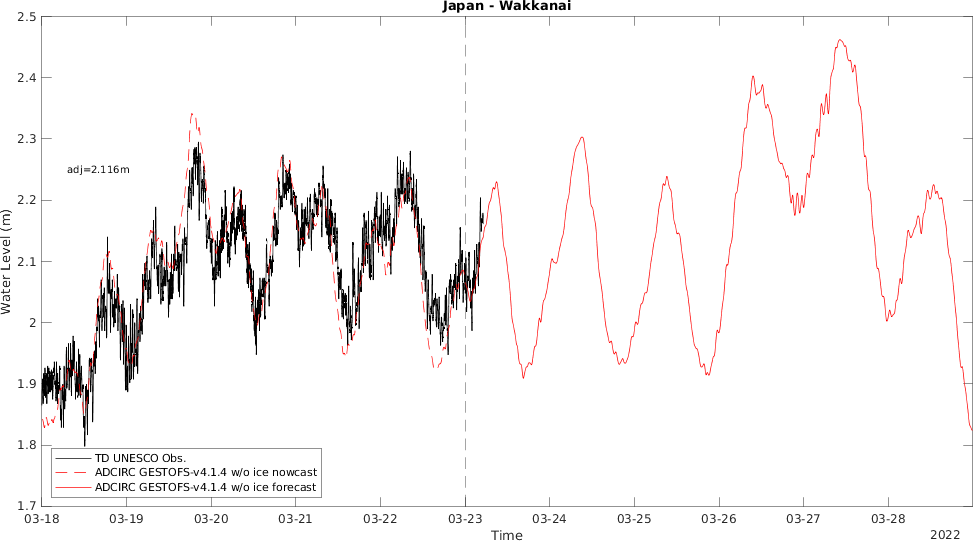 Japan - Wakkanai
2.5
2.4
2.3
2.2
2.1
2
1.9
1.8
1.7
Water Level (m)
adj=2.116m
TD UNESCO Obs.
ADCIRC GESTOFS-v4.1.4 w/o ice nowcast
ADCIRC GESTOFS-v4.1.4 w/o ice forecast
03-18 03-19 03-20 03-21 03-22 03-23 03-24 03-25 03-26 03-27 03-28
Time
2022